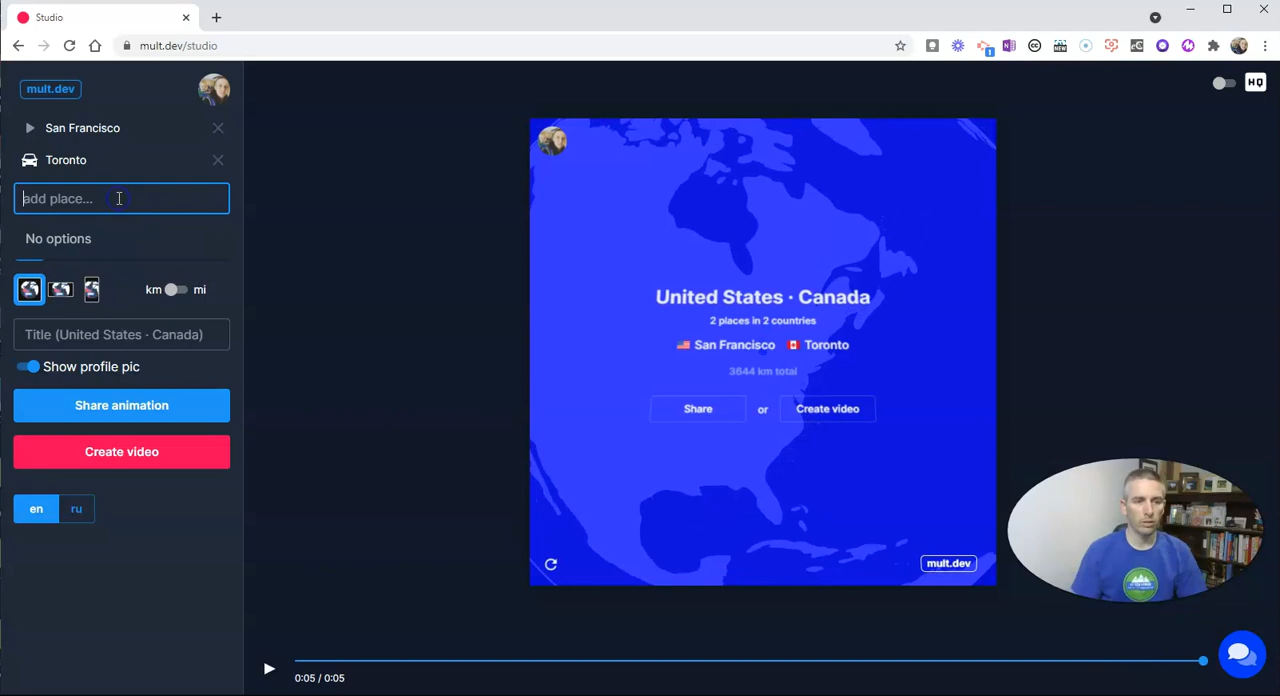 Studio
mult.dev/studio
mult.dev
San Francisco
Toronto
add place...
No options
km mi
Title (United States · Canada)
Show profile pic
Share animation
Create video
en ru
HQ
United States · Canada
2 places in 2 countries
San Francisco Toronto
3644 km total
Share or Create video
mult.dev
0:05 / 0:05